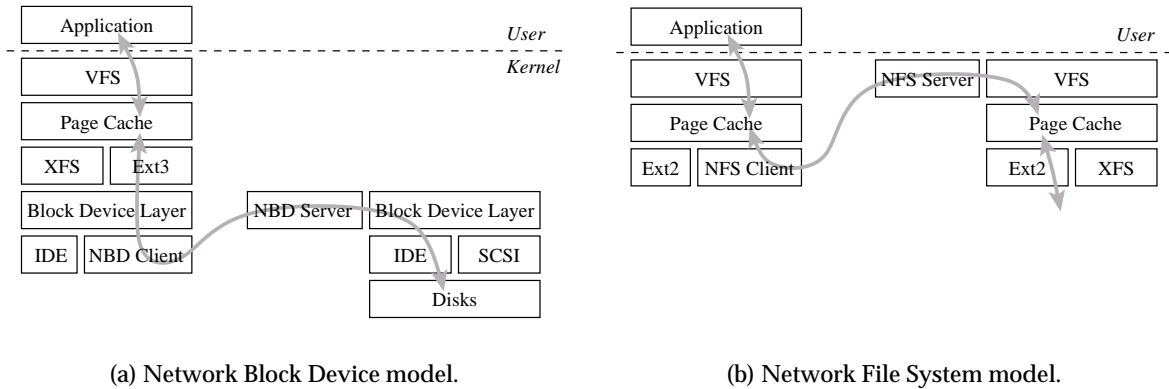 Application
User
Kernel
VFS
Page Cache
XFS Ext3
Block Device Layer NBD Server Block Device Layer
IDE NBD Client IDE SCSI
Disks
(a) Network Block Device model.
Application
User
VFS NFS Server VFS
Page Cache Page Cache
Ext2 NFS Client Ext2 XFS
(b) Network File System model.